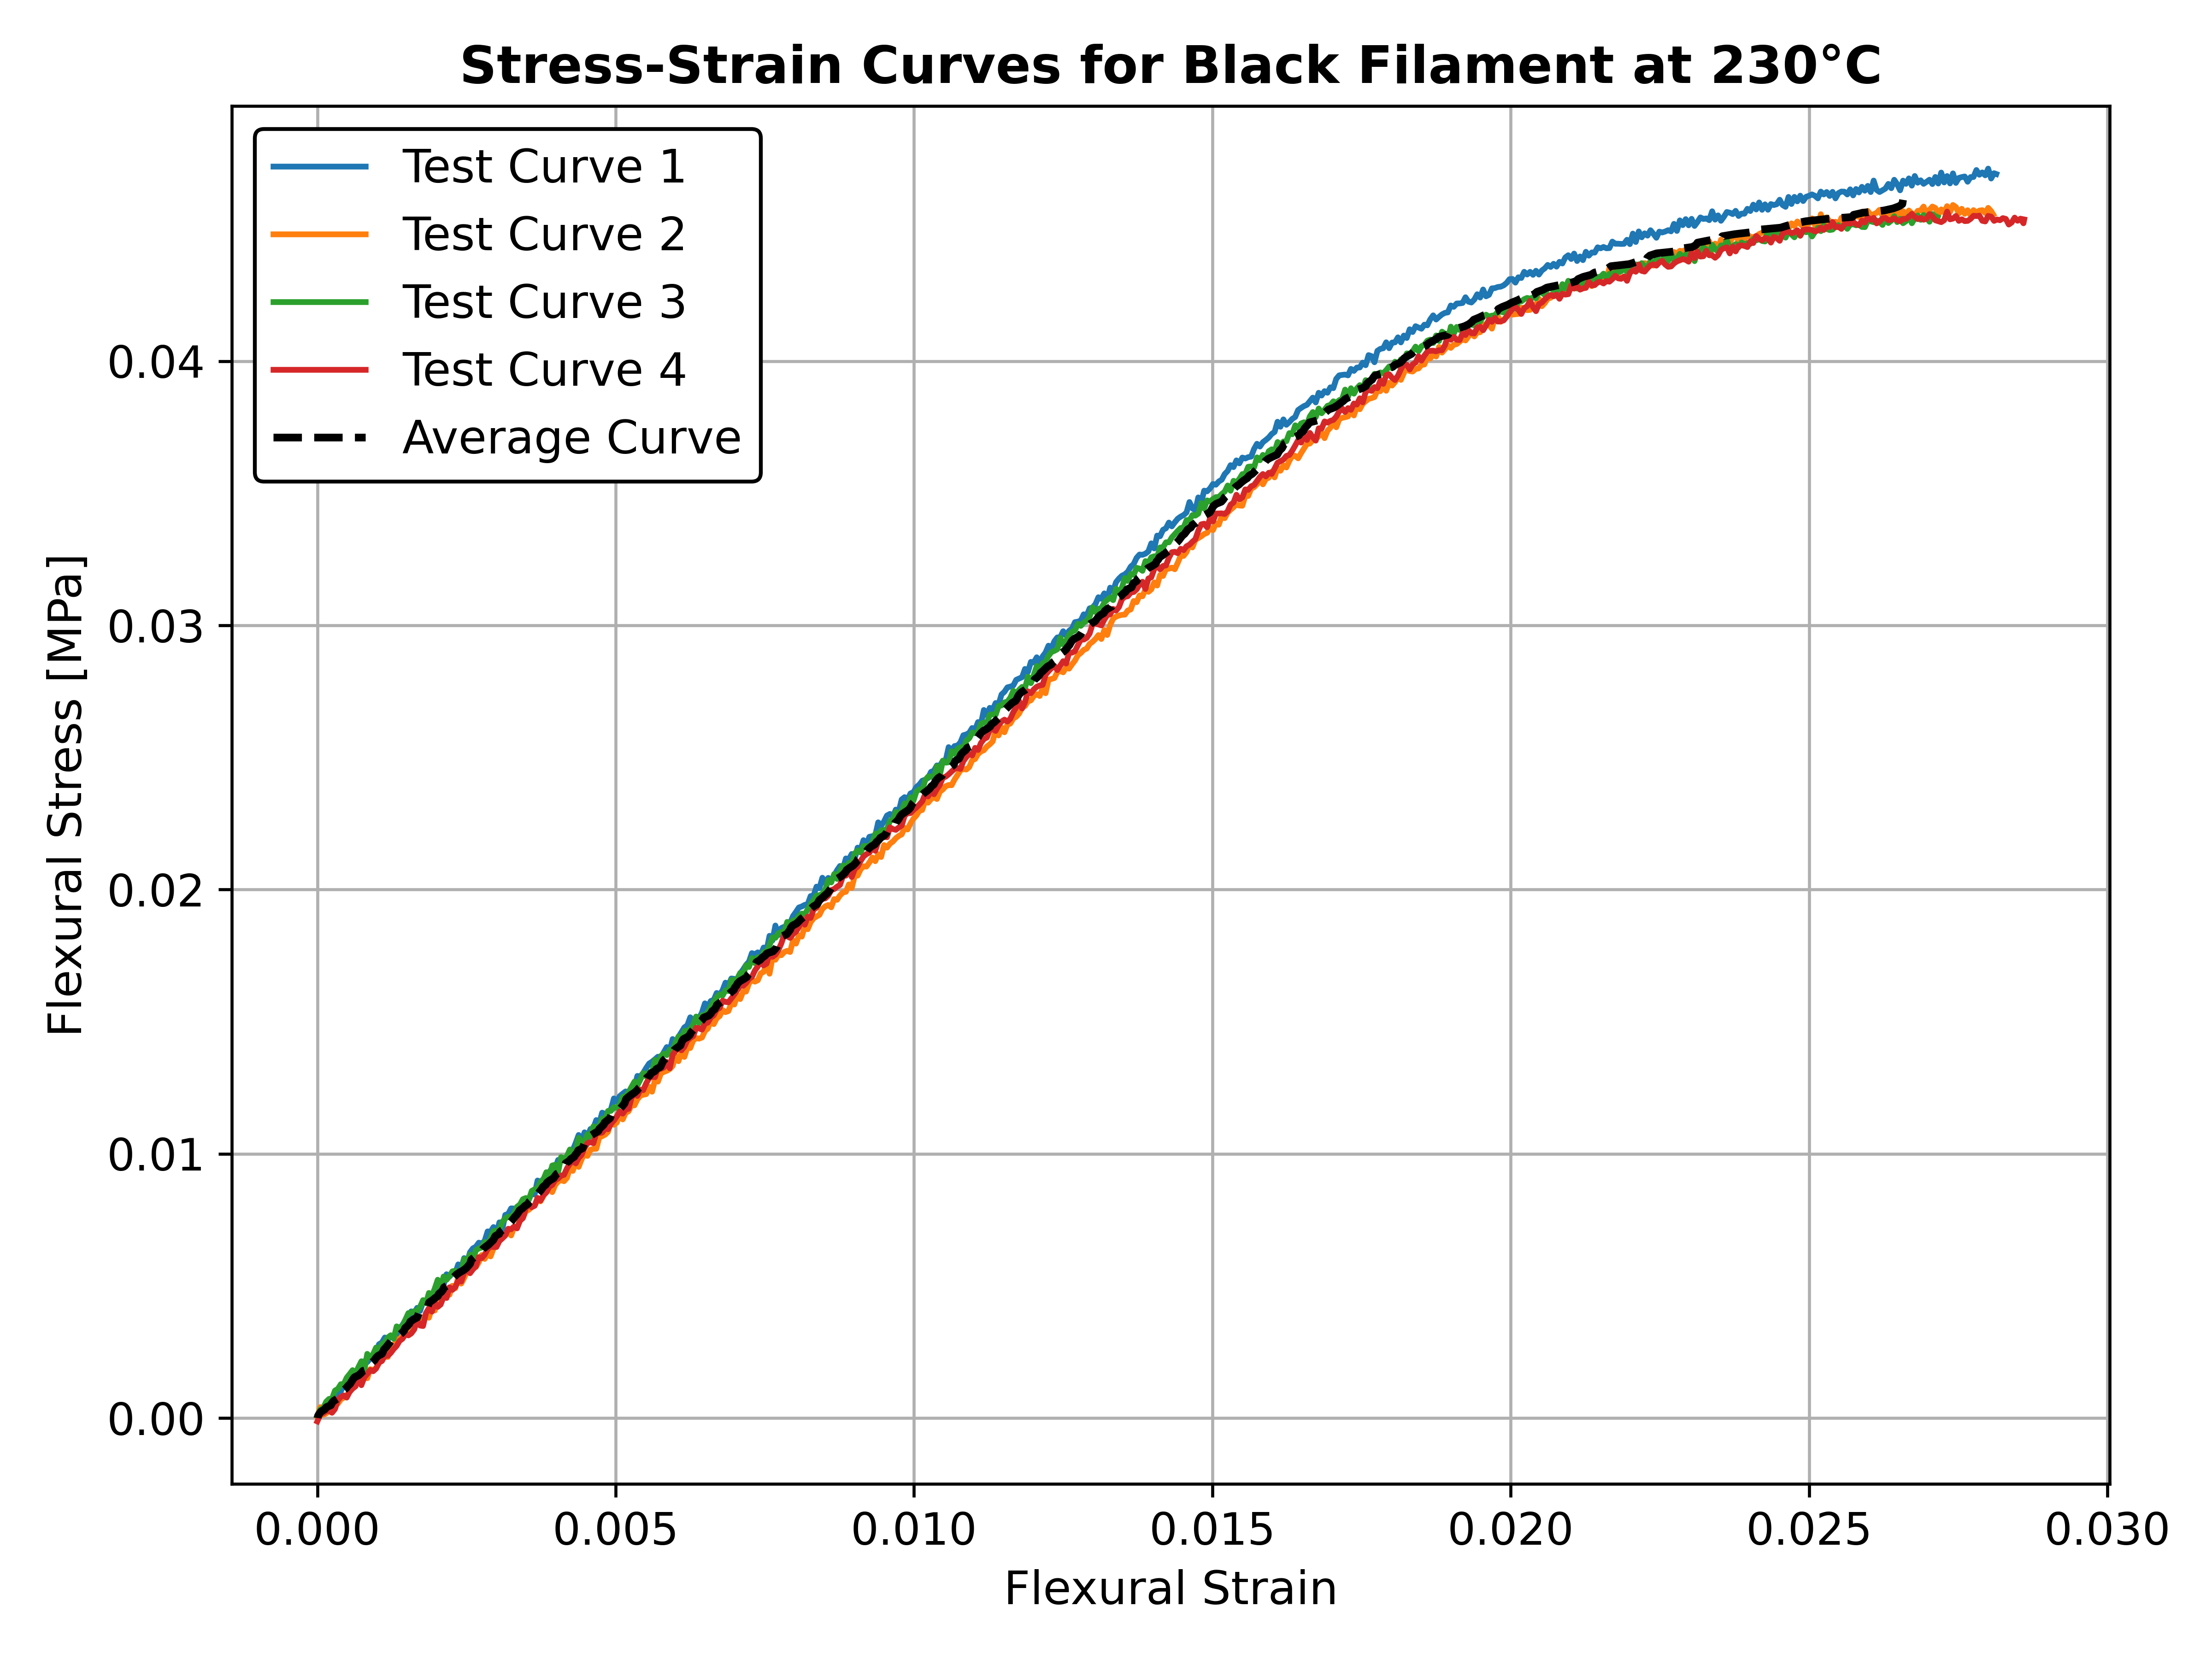 Stress-Strain Curves for Black Filament at 230°C
Test Curve 1
Test Curve 2
Test Curve 3
Test Curve 4
Average Curve
Flexural Stress [MPa]
0.04
0.03
0.02
0.01
0.00
0.000 0.005 0.010 0.015 0.020 0.025 0.030
Flexural Strain